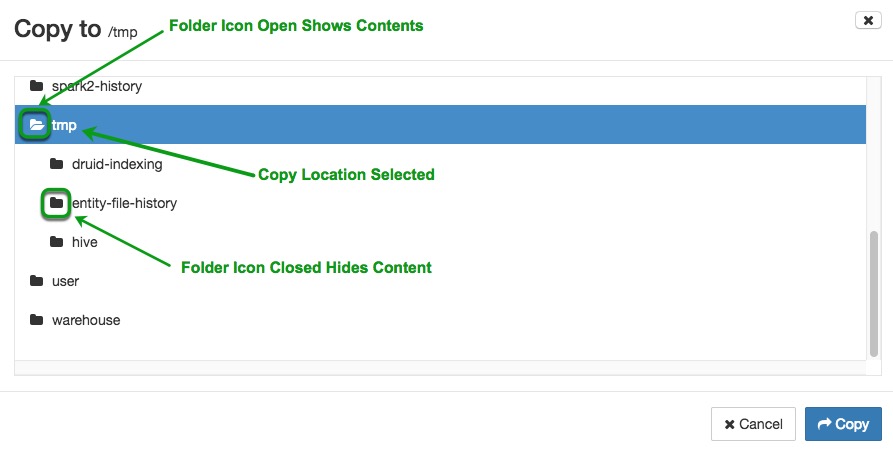 Copy to /tmp
Folder Icon Open Shows Contents
spark2-history
tmp
druid-indexing
Copy Location Selected
entity-file-history
hive
Folder Icon Closed Hides Content
user
warehouse
Cancel
Copy